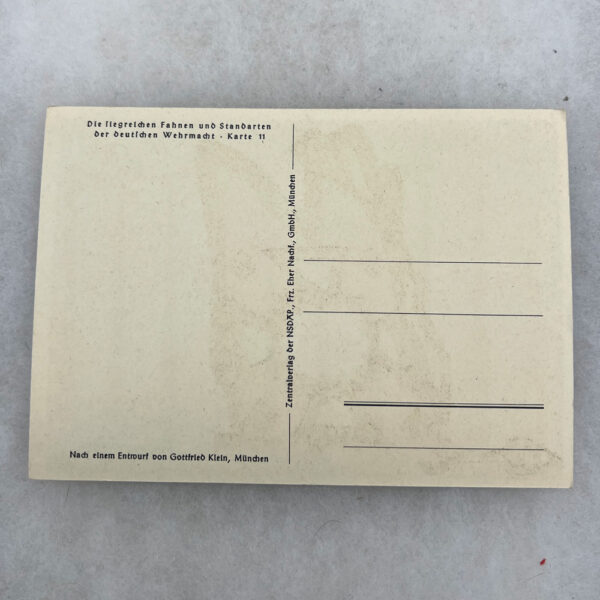 Die siegreichen Fahnen und Standarten
der deutschen Wehrmacht · Karte 11
Zentralverlag der NSDAP., Frz. Eher Nachf., GmbH., München
Nach einem Entwurf von Gottfried Klein, München